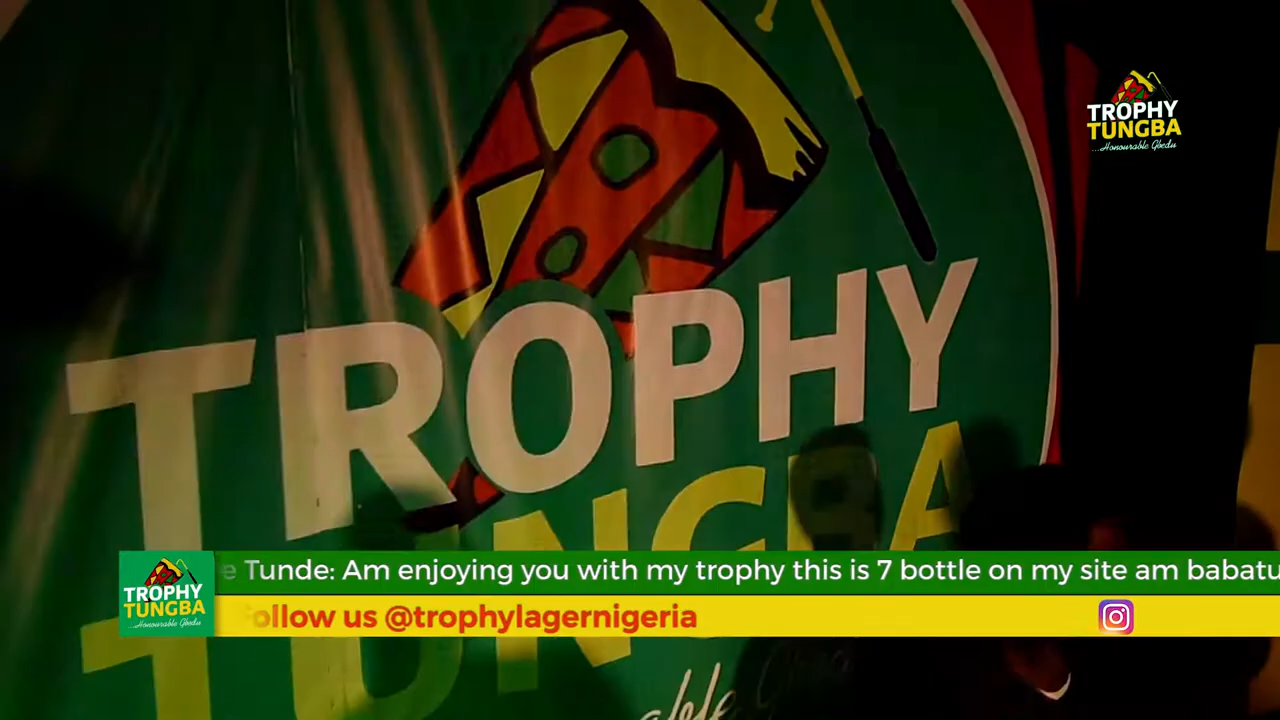 TROPHY
TUNGBA
...Honourable Gbedu
TROPHY
TUNGBA
TROPHY
TUNGBA
...Honourable Gbedu
e Tunde: Am enjoying you with my trophy this is 7 bottle on my site am babatu
ollow us @trophylagernigeria